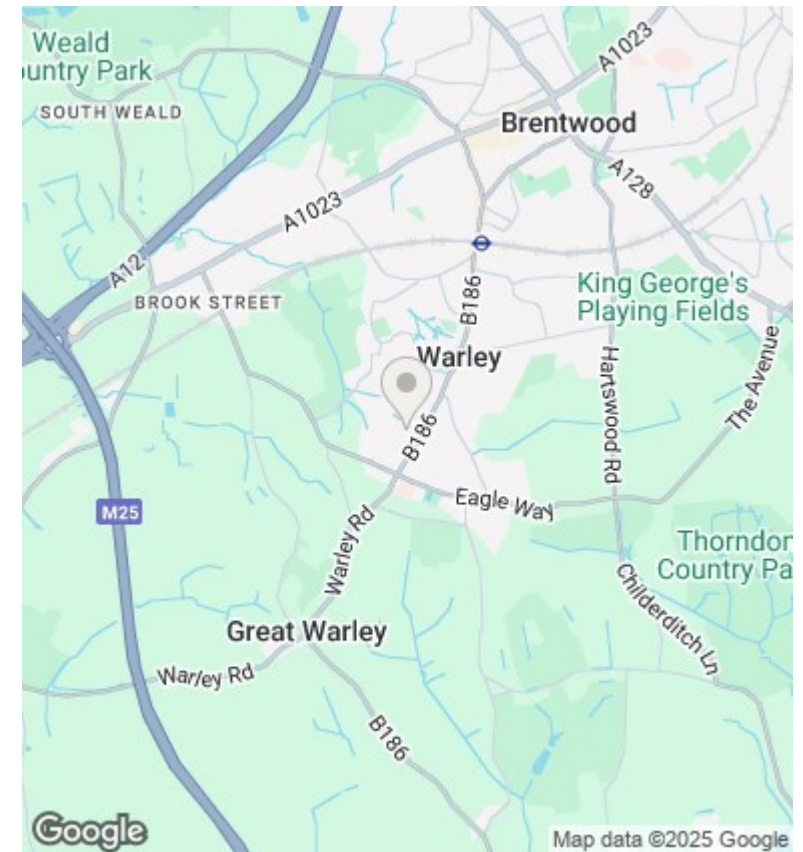 Weald
ountry Park
SOUTH WEALD
A1023
Brentwood
A128
A1023
A12
BROOK STREET
B186
King George's
Playing Fields
Warley
The Avenue
Hartswood Rd
B186
M25
Eagle Way
Warley Rd
Thorndon
Country Pa
Childerditch Ln
Great Warley
Warley Rd
B186
Google
Map data ©2025 Google